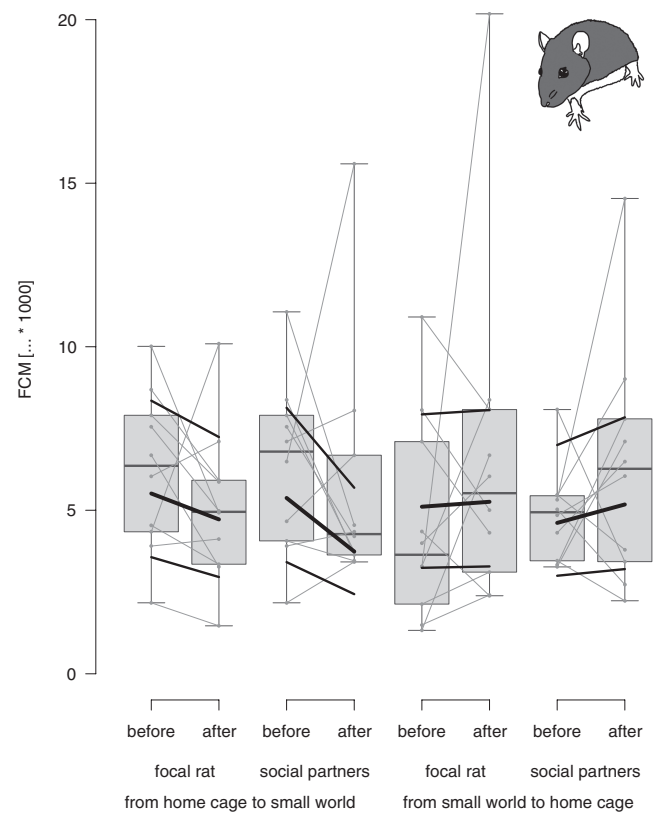 20
15
10
5
0
FCM [... * 1000]
before after before after before after before after
focal rat social partners focal rat social partners
from home cage to small world from small world to home cage